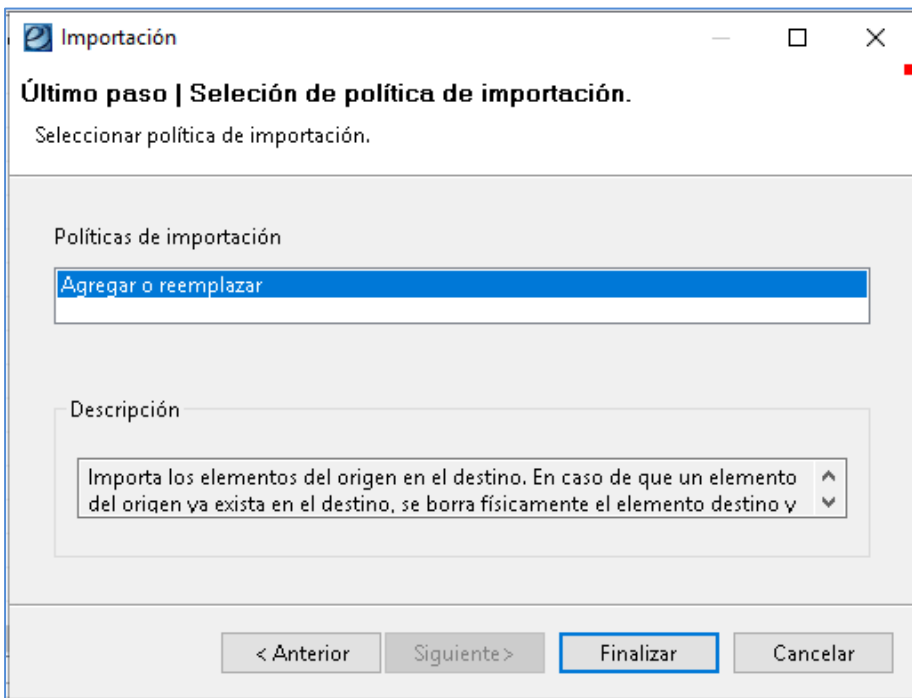 Importación
Último paso | Seleción de política de importación.
Seleccionar política de importación.
Políticas de importación
Agregar o reemplazar
Descripción
Importa los elementos del origen en el destino. En caso de que un elemento
del origen ya exista en el destino, se borra físicamente el elemento destino y
< Anterior
Siguiente >
Finalizar
Cancelar